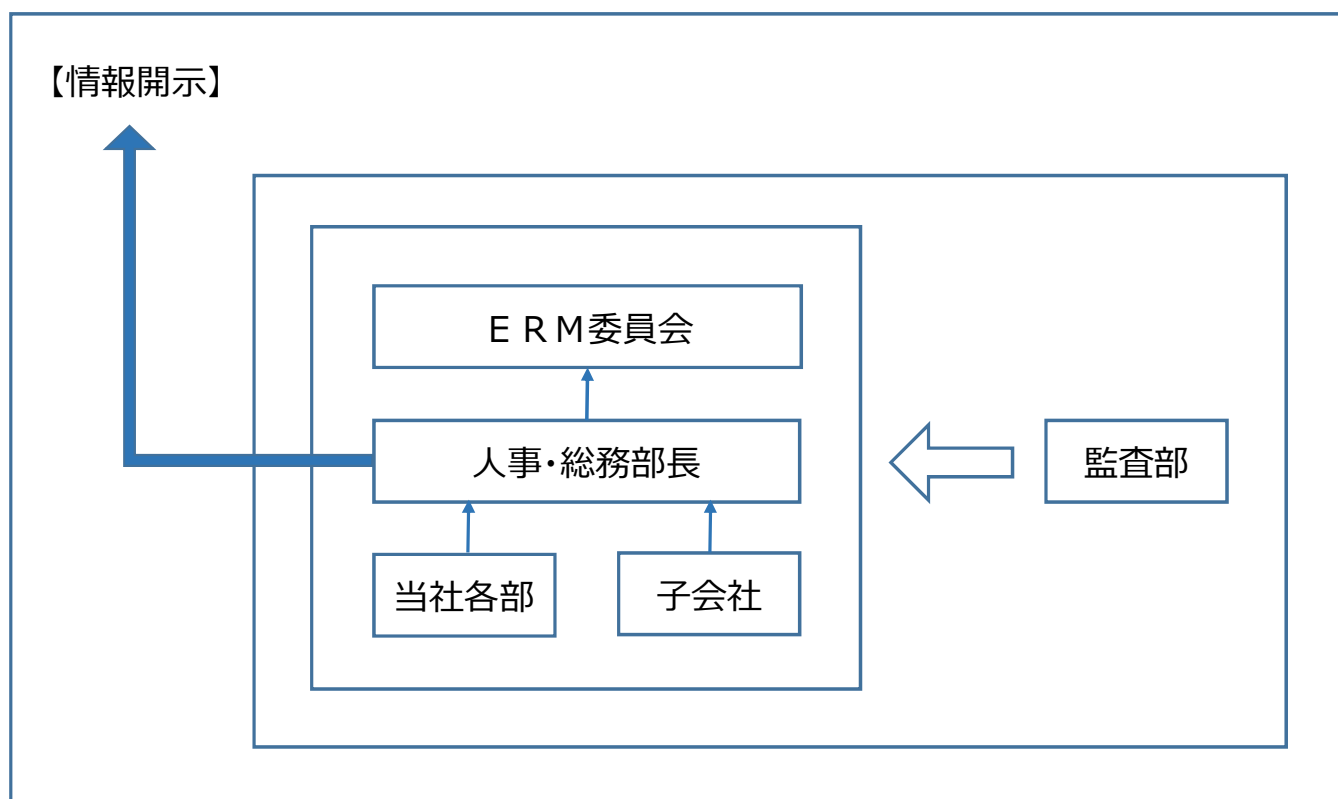 【情報開示】
ＥＲＭ委員会
人事・総務部長
監査部
当社各部
子会社